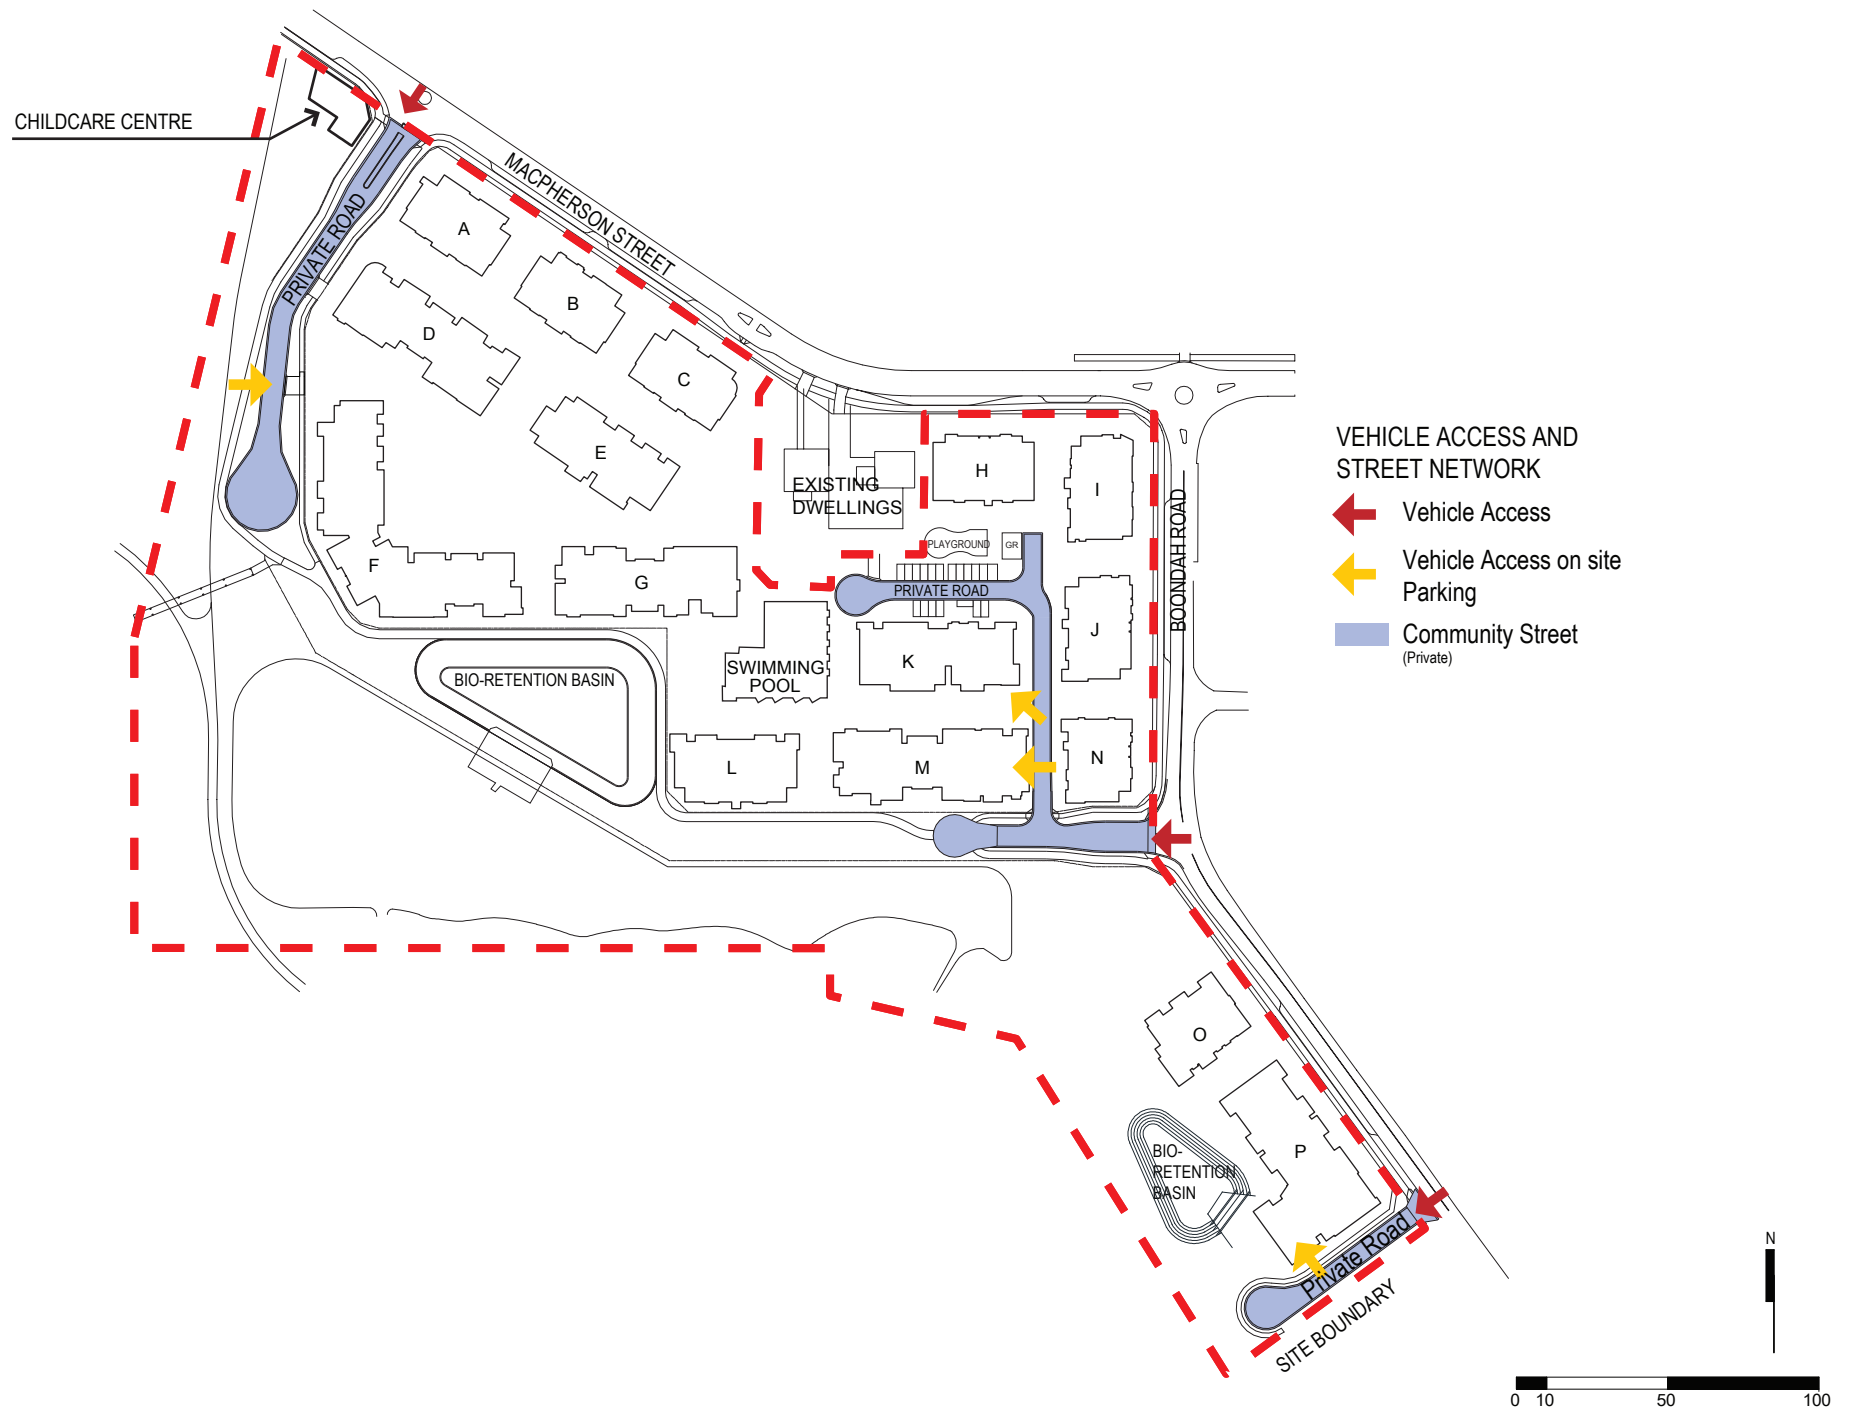 CHILDCARE CENTRE
MACPHERSON STREET
PRIVATE ROAD
A
B
C
D
E
F
G
H
I
EXISTING
DWELLINGS
PLAYGROUND
GR
PRIVATE ROAD
BOONDAH ROAD
J
K
SWIMMING
POOL
BIO-RETENTION BASIN
L
M
N
O
P
BIO-
RETENTION
BASIN
Private Road
SITE BOUNDARY
VEHICLE ACCESS AND
STREET NETWORK
Vehicle Access
Vehicle Access on site
Parking
Community Street
(Private)
N
0 10 50 100